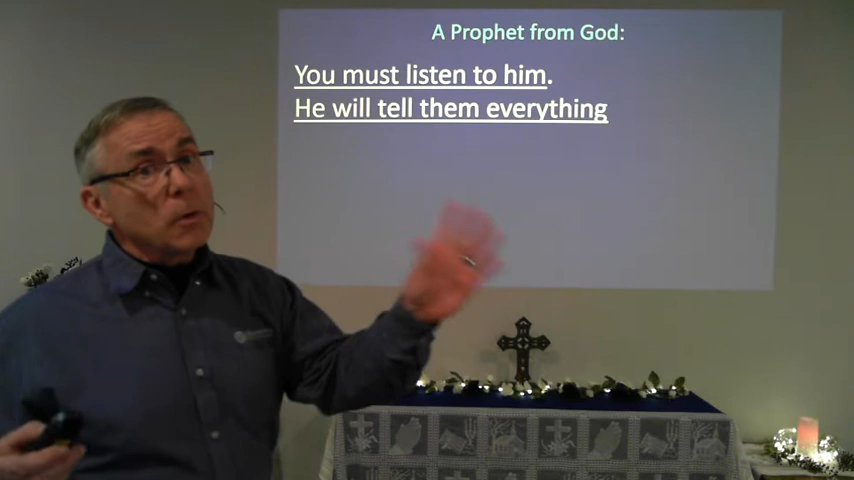 A Prophet from God:
You must listen to him.
He will tell them everything